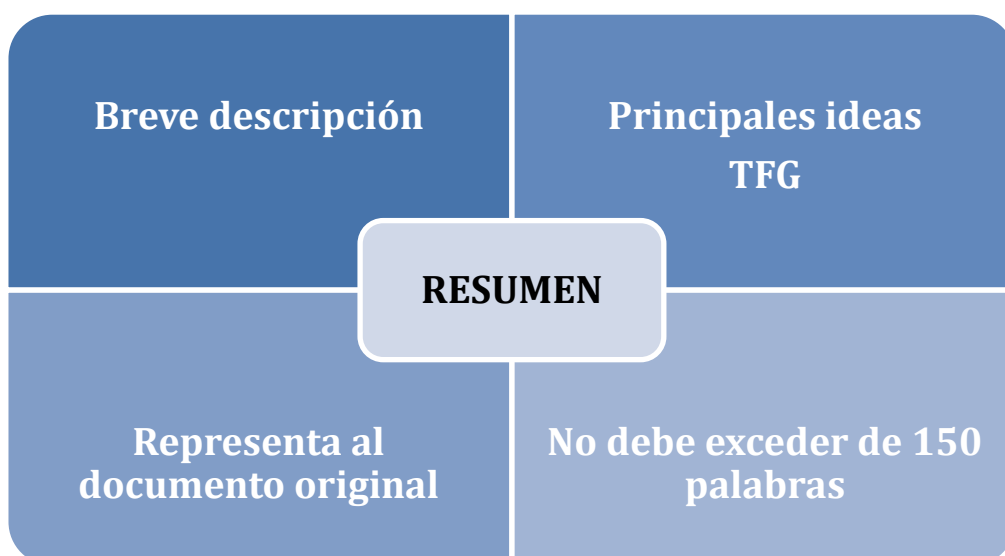 Breve descripción
Principales ideas
TFG
RESUMEN
Representa al
documento original
No debe exceder de 150
palabras